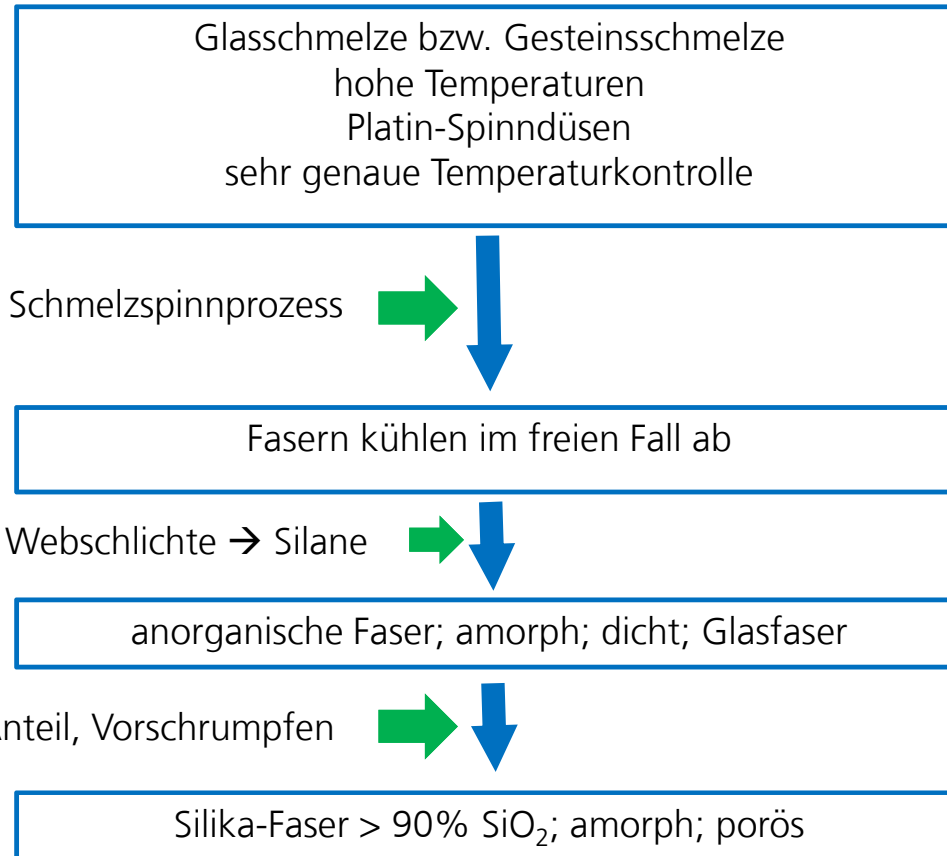 Glasschmelze bzw. Gesteinsschmelze
hohe Temperaturen
Platin-Spinndüsen
sehr genaue Temperaturkontrolle
Schmelzspinnprozess
Fasern kühlen im freien Fall ab
Webschlichte → Silane
anorganische Faser; amorph; dicht; Glasfaser
nteil, Vorschrumpfen
Silika-Faser > 90% SiO₂; amorph; porös